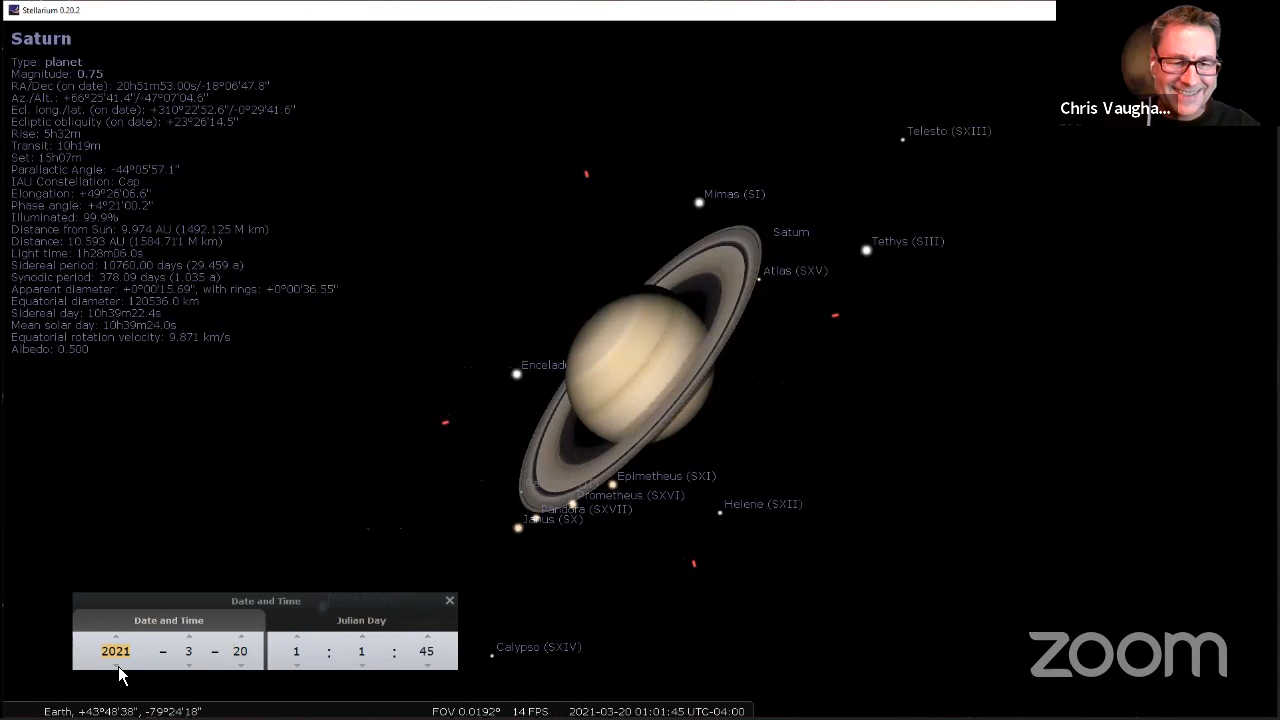 Stellarium 0.20.2
Saturn
Type: planet
Magnitude: 0.75
RA/Dec (on date): 20h51m53.00s/-18°06'47.8"
Az./Alt.: +66°25'41.4"/-47°07'04.6"
Ecl. long./lat. (on date): +310°22'52.6"/-0°29'41.6"
Ecliptic obliquity (on date): +23°26'14.5"
Rise: 5h32m
Transit: 10h19m
Set: 15h07m
Parallactic Angle: -44°05'57.1"
IAU Constellation: Cap
Elongation: +49°26'06.6"
Phase angle: +4°21'00.2"
Illuminated: 99.9%
Distance from Sun: 9.974 AU (1492.125 M km)
Distance: 10.593 AU (1584.711 M km)
Light time: 1h28m06.0s
Sidereal period: 10760.00 days (29.459 a)
Synodic period: 378.09 days (1.035 a)
Apparent diameter: +0°00'15.69", with rings: +0°00'36.55"
Equatorial diameter: 120536.0 km
Sidereal day: 10h39m22.4s
Mean solar day: 10h39m24.0s
Equatorial rotation velocity: 9.871 km/s
Albedo: 0.500
Chris Vaugha...
Telesto (SXIII)
Mimas (SI)
Saturn
Tethys (SIII)
Atlas (SXV)
Encelad
Epimetheus (SXI)
Prometheus (SXVI)
Pandora (SXVII)
Janus (SX)
Helene (SXII)
Calypso (SXIV)
Date and Time
Date and Time
Julian Day
2021 - 3 - 20 1 : 1 : 45
zoom
Earth, +43°48'38", -79°24'18" FOV 0.0192° 14 FPS 2021-03-20 01:01:45 UTC-04:00